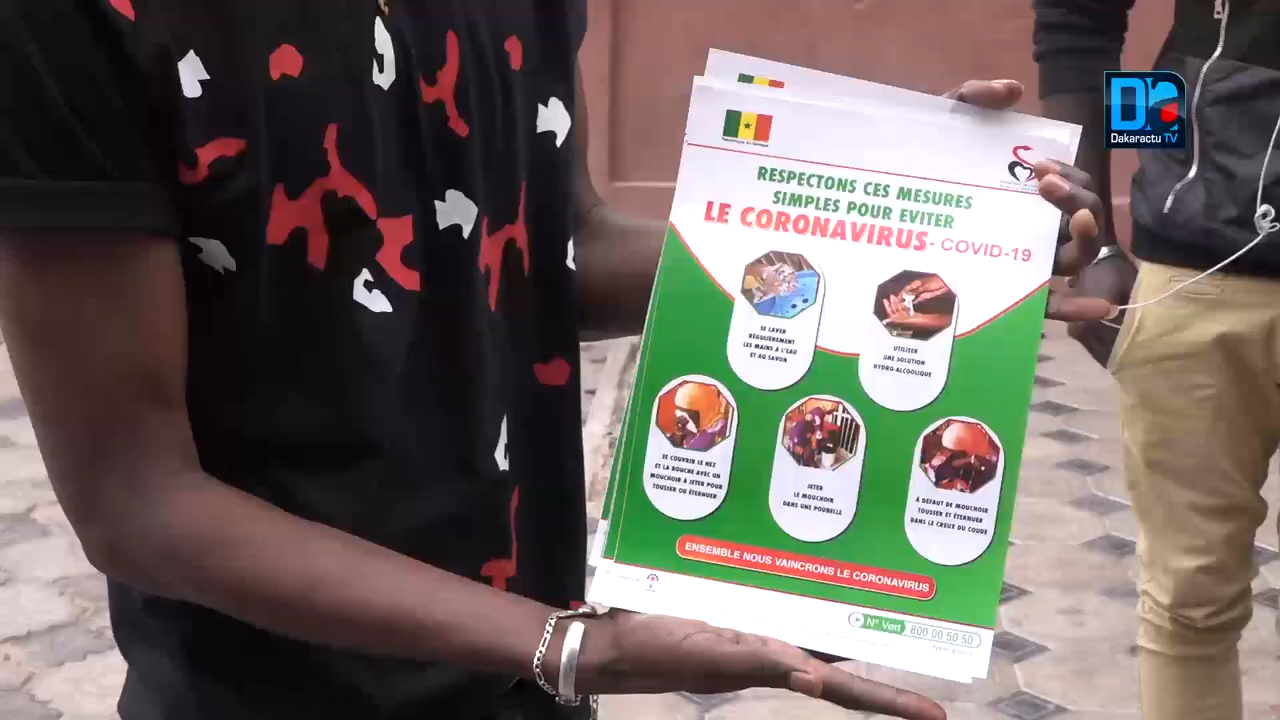 Dakaractu TV
RESPECTONS CES MESURES
SIMPLES POUR EVITER
LE CORONAVIRUS - COVID-19
SE LAVER
RÉGULIÈREMENT
LES MAINS À L'EAU
ET AU SAVON
UTILISER
UNE SOLUTION
HYDRO-ALCOOLIQUE
SE COUVRIR LE NEZ
ET LA BOUCHE AVEC UN
MOUCHOIR À JETER POUR
TOUSSER OU ÉTERNUER
JETER
LE MOUCHOIR
DANS UNE POUBELLE
À DÉFAUT DE MOUCHOIR
TOUSSER ET ÉTERNUER
DANS LE CREUX DU COUDE
ENSEMBLE NOUS VAINCRONS LE CORONAVIRUS
N° Vert 800 00 50 50